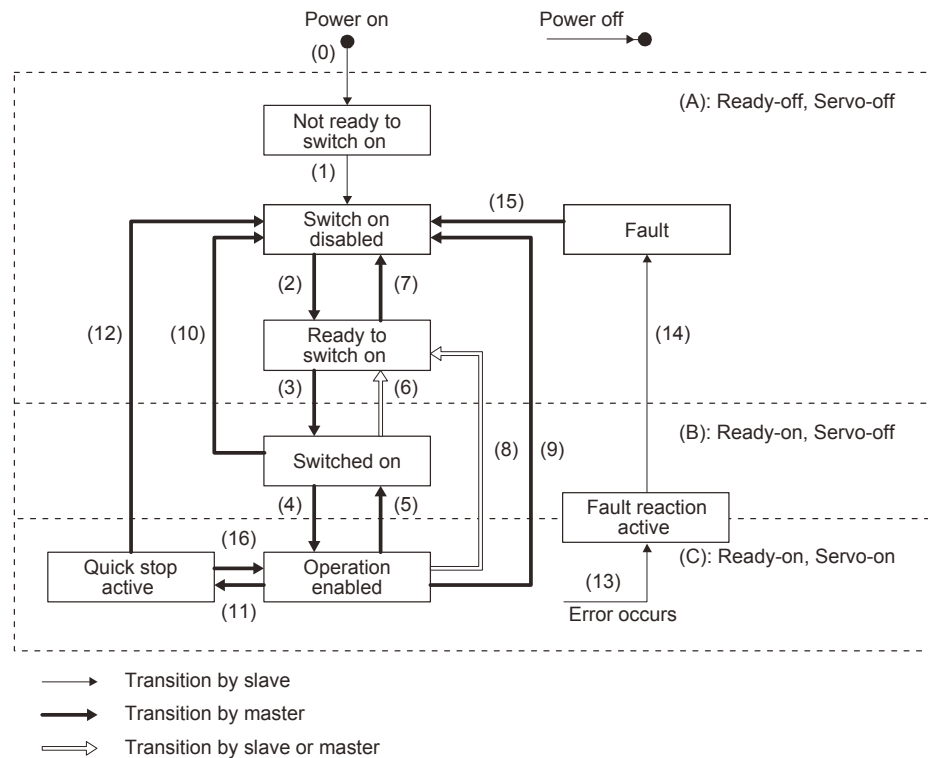 Power on
Power off
(0)
(A): Ready-off, Servo-off
Not ready to
switch on
(1)
(15)
Switch on
disabled
Fault
(2)
(7)
(12)
(10)
(14)
Ready to
switch on
(3)
(6)
(B): Ready-on, Servo-off
(8)
(9)
Switched on
(4)
(5)
Fault reaction
active
(16)
(C): Ready-on, Servo-on
Quick stop
active
Operation
enabled
(13)
(11)
Error occurs
Transition by slave
Transition by master
Transition by slave or master